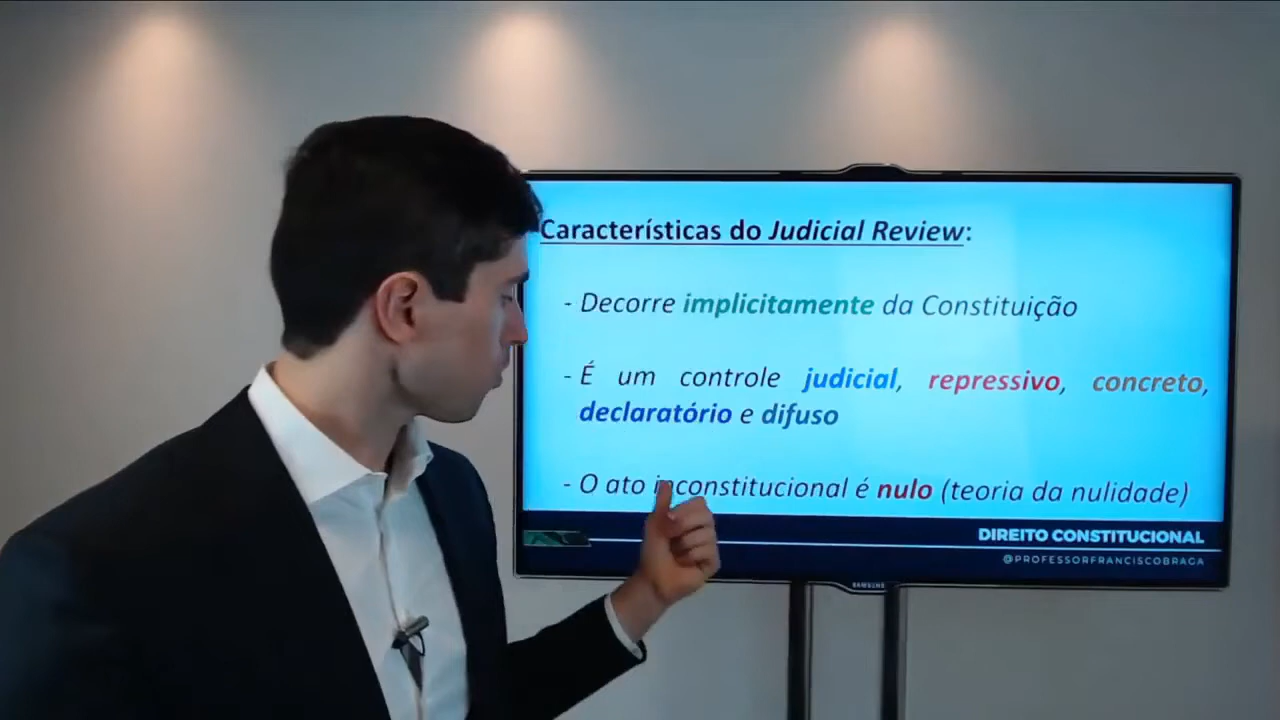 Características do Judicial Review:
- Decorre implicitamente da Constituição
- É um controle judicial, repressivo, concreto,
declaratório e difuso
- O ato inconstitucional é nulo (teoria da nulidade)
DIREITO CONSTITUCIONAL
@PROFESSORFRANCISCOBRAGA
SAMSUNG